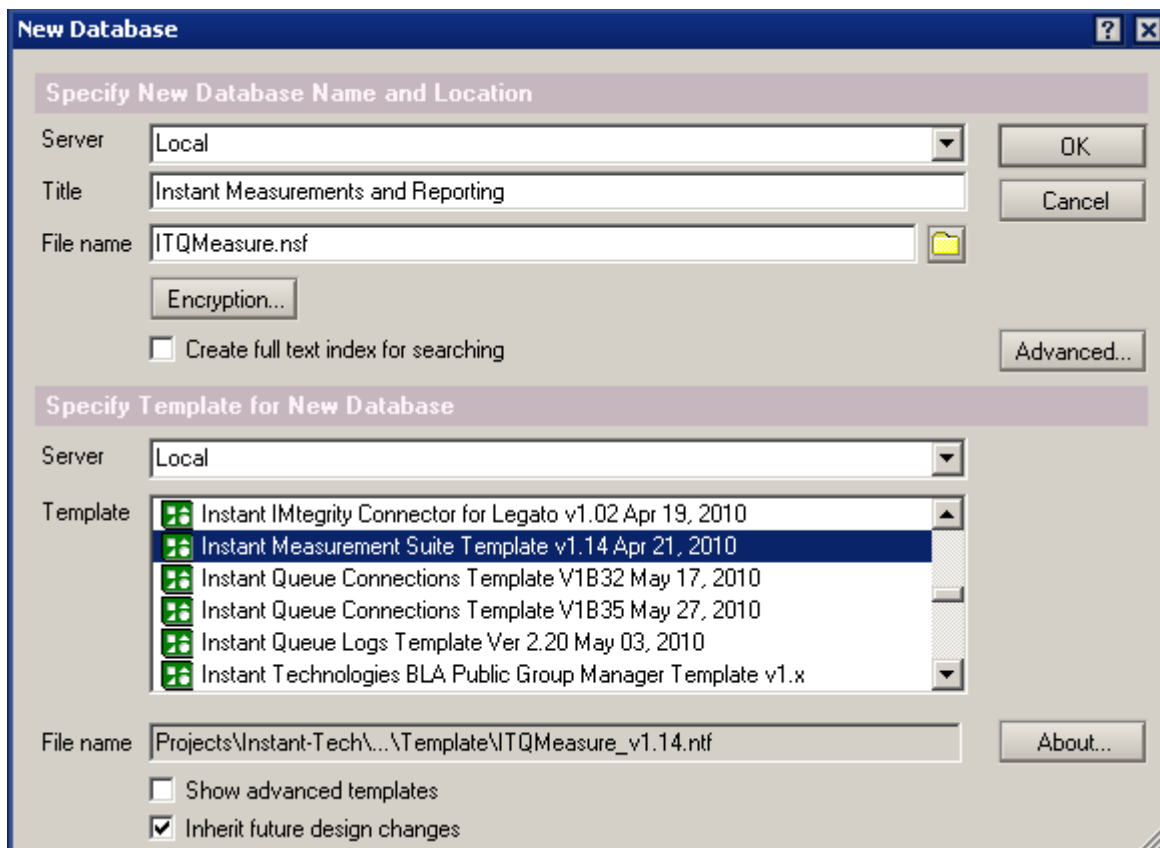 New Database
Specify New Database Name and Location
Server Local OK
Title Instant Measurements and Reporting Cancel
File name ITQMeasure.nsf
Encryption...
Create full text index for searching Advanced...
Specify Template for New Database
Server Local
Template Instant IMtegrity Connector for Legato v1.02 Apr 19, 2010
Instant Measurement Suite Template v1.14 Apr 21, 2010
Instant Queue Connections Template V1B32 May 17, 2010
Instant Queue Connections Template V1B35 May 27, 2010
Instant Queue Logs Template Ver 2.20 May 03, 2010
Instant Technologies BLA Public Group Manager Template v1.x
File name Projects\Instant-Tech\...\Template\ITQMeasure_v1.14.ntf About...
Show advanced templates
Inherit future design changes